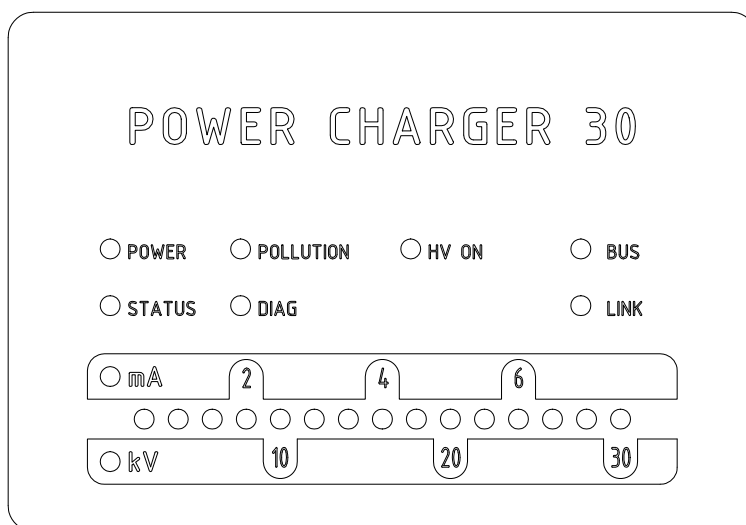 POWER CHARGER 30
POWER POLLUTION HV ON BUS
STATUS DIAG LINK
mA 2 4 6
kV 10 20 30